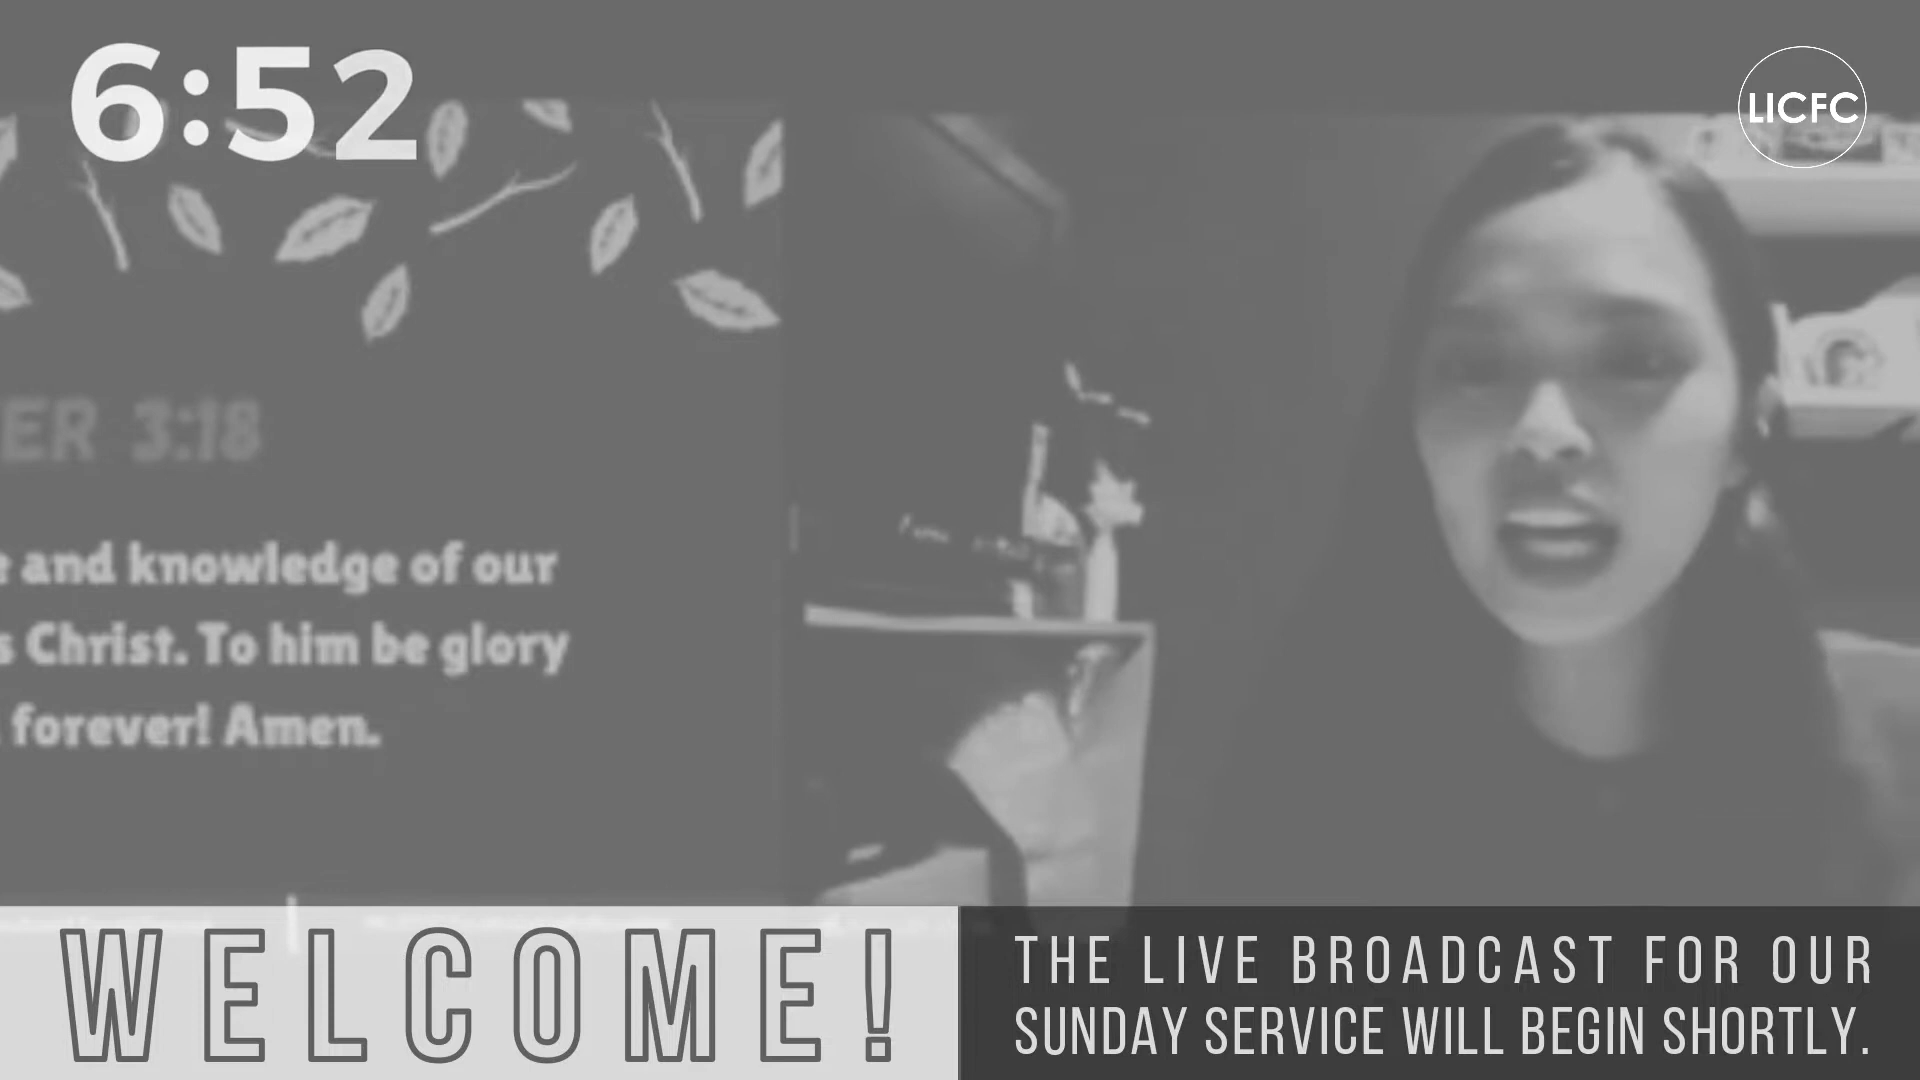 6:52
LICFC
ER 3:18
and knowledge of our
s Christ. To him be glory
forever! Amen.
WELCOME!
THE LIVE BROADCAST FOR OUR
SUNDAY SERVICE WILL BEGIN SHORTLY.